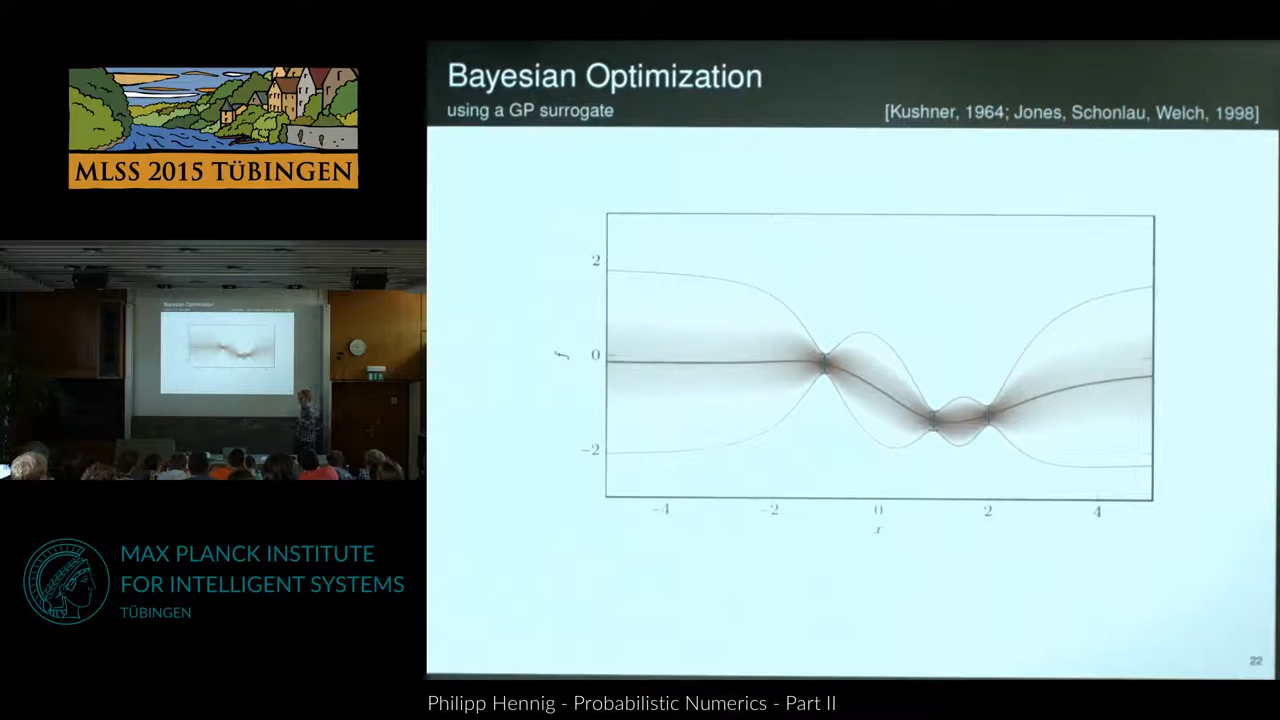 MLSS 2015 TÜBINGEN
MAX PLANCK INSTITUTE
FOR INTELLIGENT SYSTEMS
TÜBINGEN
Bayesian Optimization
using a GP surrogate
[Kushner, 1964; Jones, Schonlau, Welch, 1998]
2
0
−2
f
−4
−2
0
2
4
x
22
Philipp Hennig - Probabilistic Numerics - Part II